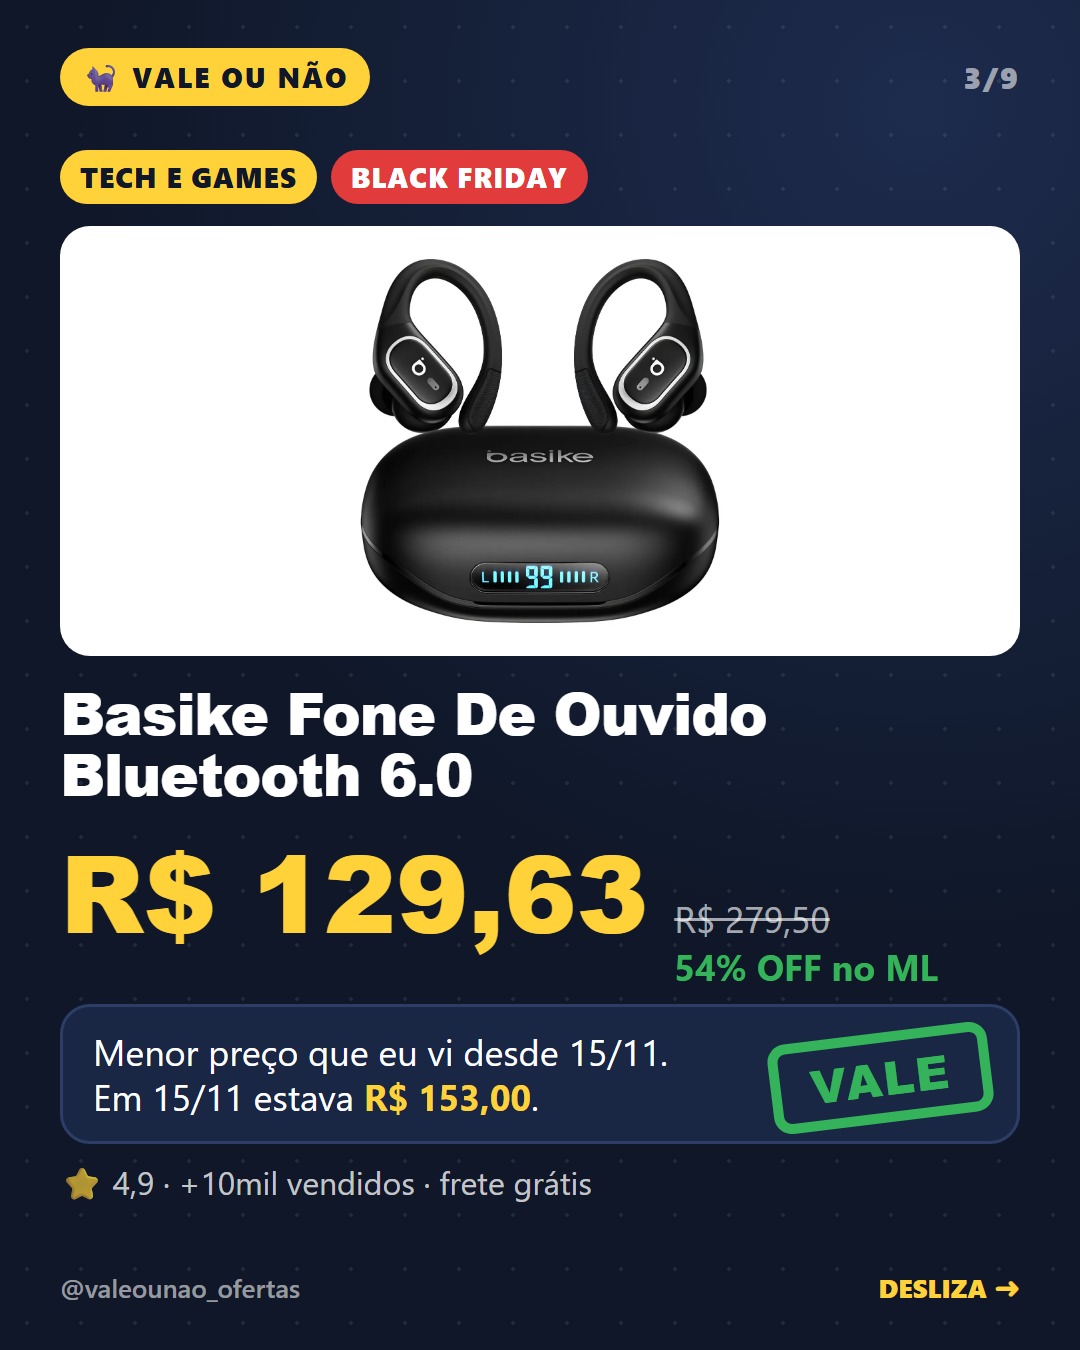 VALE OU NÃO
3/9
TECH E GAMES
BLACK FRIDAY
basike
L 99 R
Basike Fone De Ouvido
Bluetooth 6.0
R$ 129,63
R$ 279,50
54% OFF no ML
Menor preço que eu vi desde 15/11.
Em 15/11 estava R$ 153,00.
VALE
4,9 · +10mil vendidos · frete grátis
@valeounao_ofertas
DESLIZA →